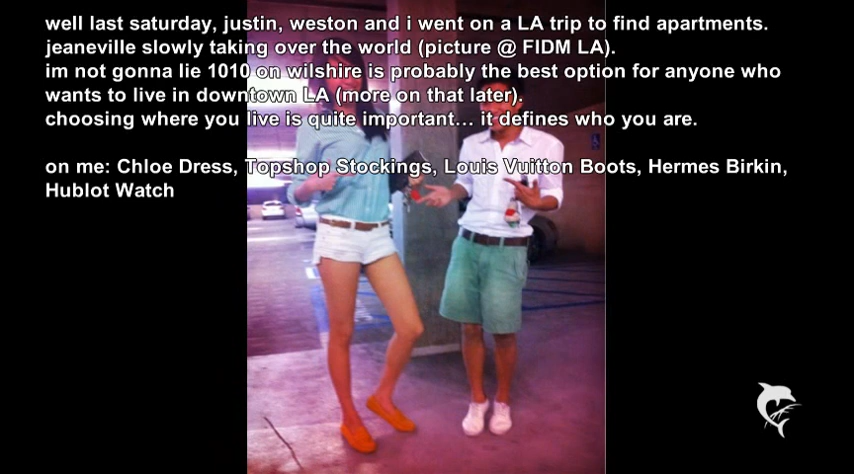 well last saturday, justin, weston and i went on a LA trip to find apartments.
jeaneville slowly taking over the world (picture @ FIDM LA).
im not gonna lie 1010 on wilshire is probably the best option for anyone who
wants to live in downtown LA (more on that later).
choosing where you live is quite important... it defines who you are.
on me: Chloe Dress, Topshop Stockings, Louis Vuitton Boots, Hermes Birkin,
Hublot Watch